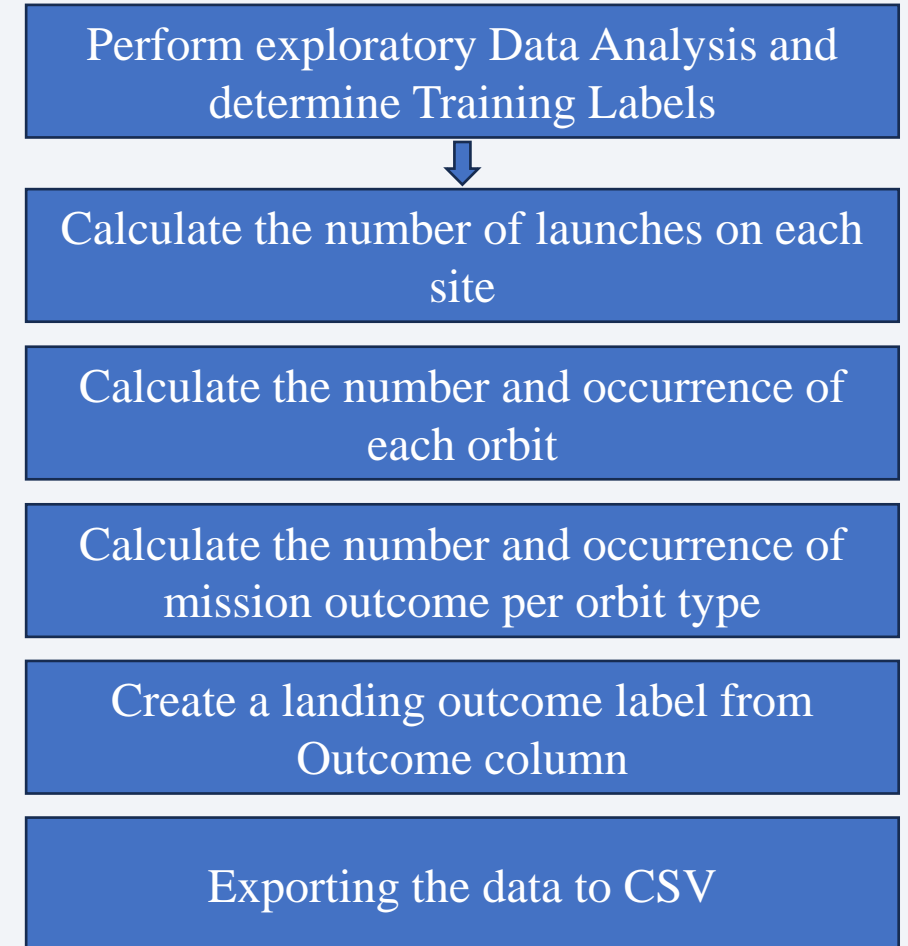 Perform exploratory Data Analysis and
determine Training Labels
Calculate the number of launches on each
site
Calculate the number and occurrence of
each orbit
Calculate the number and occurrence of
mission outcome per orbit type
Create a landing outcome label from
Outcome column
Exporting the data to CSV